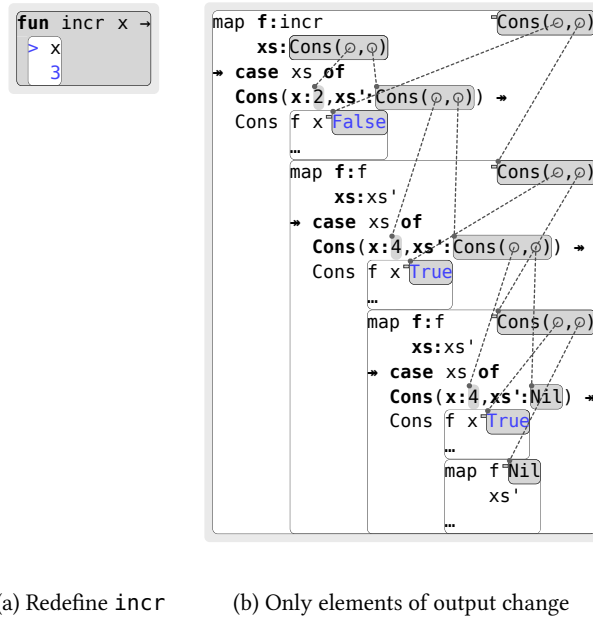 fun incr x →
> x
3
map f:incr Cons(○,○)
xs:Cons(○,○)
↠ case xs of
Cons(x:2,xs':Cons(○,○)) ↠
Cons f x False
…
map f:f Cons(○,○)
xs:xs'
↠ case xs of
Cons(x:4,xs':Cons(○,○)) ↠
Cons f x True
…
map f:f Cons(○,○)
xs:xs'
↠ case xs of
Cons(x:4,xs':Nil) ↠
Cons f x True
…
map f Nil
xs'
…
(a) Redefine incr (b) Only elements of output change